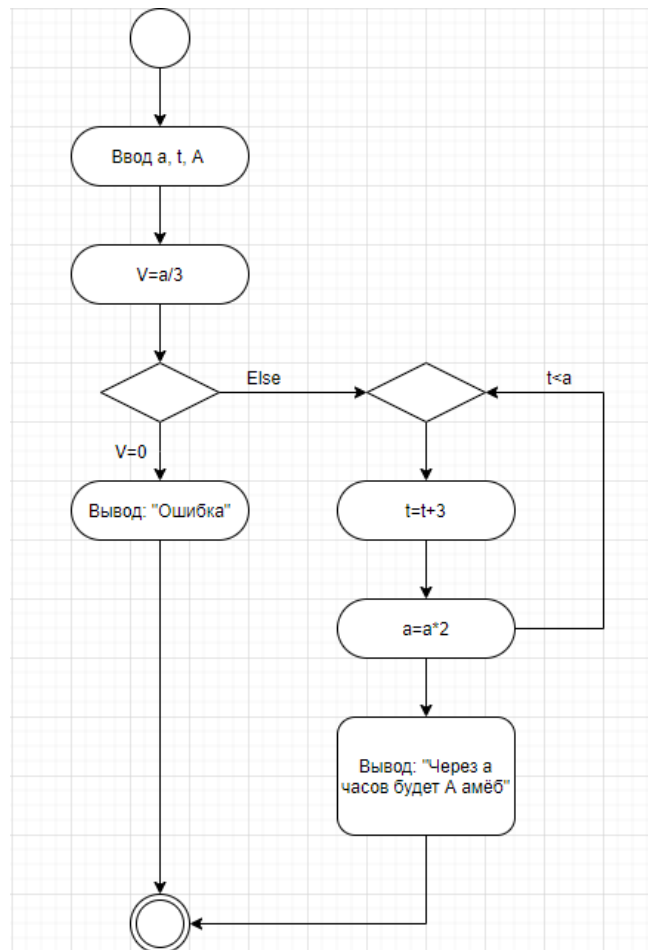 Ввод a, t, A
V=a/3
Else
t<a
V=0
Вывод: "Ошибка"
t=t+3
a=a*2
Вывод: "Через a
часов будет A амёб"